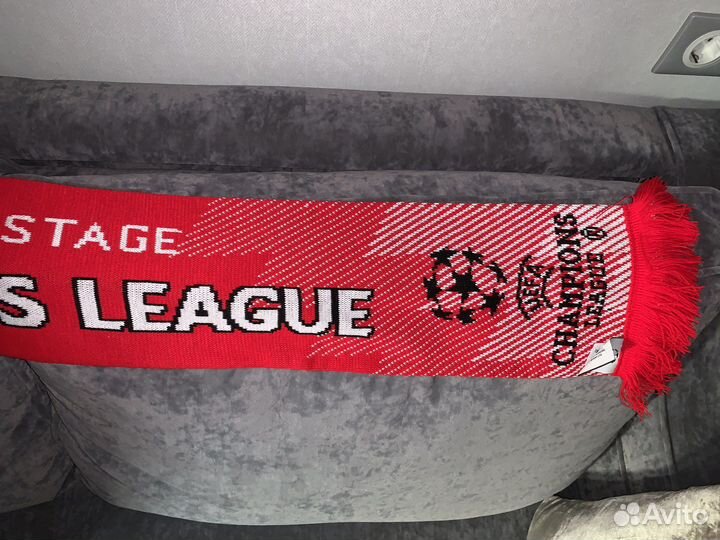 STAGE
S LEAGUE
UEFA
CHAMPIONS
LEAGUE®
Avito